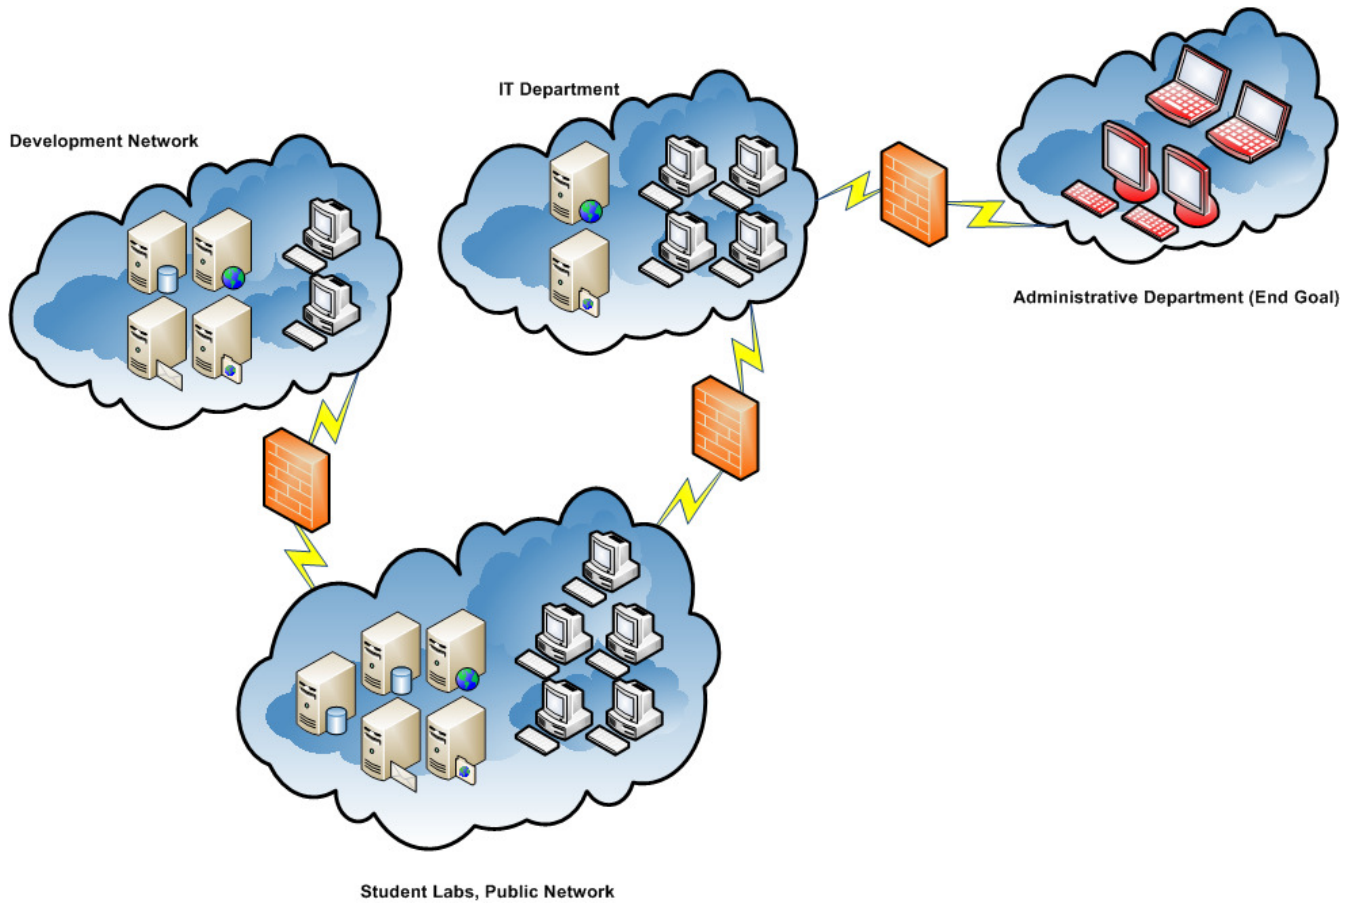 IT Department
Development Network
Administrative Department (End Goal)
Student Labs, Public Network